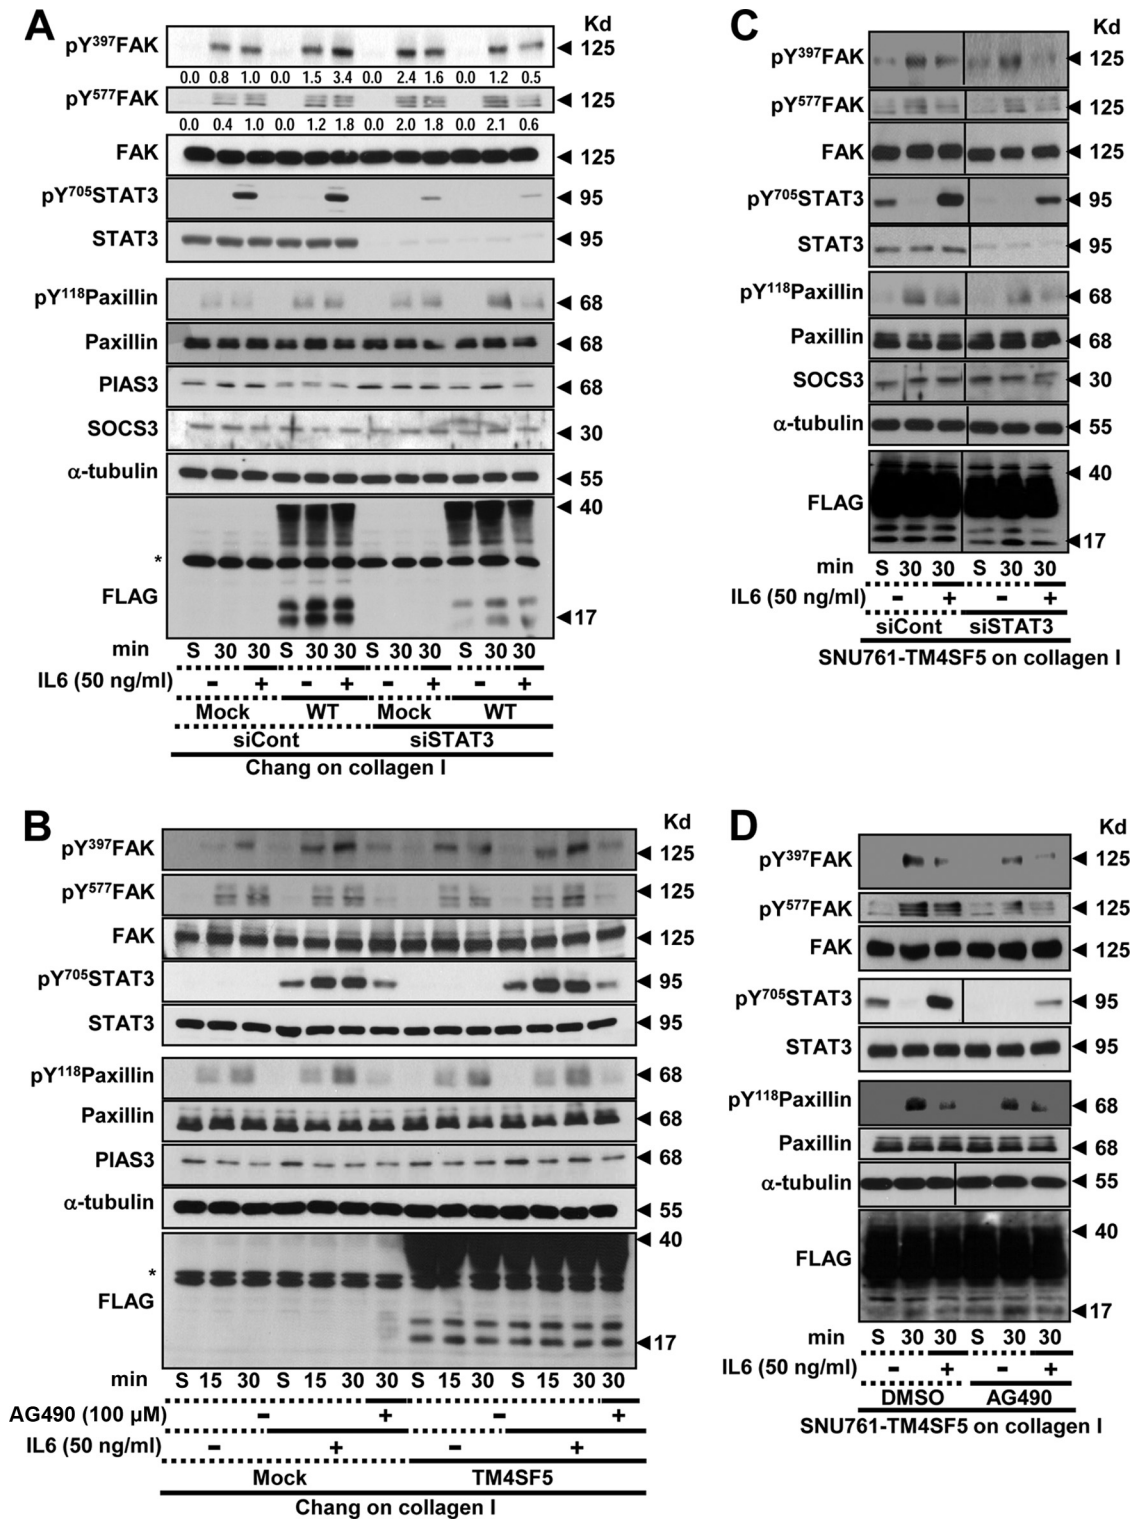 A
Kd
pY397FAK 125
0.0 0.8 1.0 0.0 1.5 3.4 0.0 2.4 1.6 0.0 1.2 0.5
pY577FAK 125
0.0 0.4 1.0 0.0 1.2 1.8 0.0 2.0 1.8 0.0 2.1 0.6
FAK 125
pY705STAT3 95
STAT3 95
pY118Paxillin 68
Paxillin 68
PIAS3 68
SOCS3 30
α-tubulin 55
40
*
FLAG
17
min S 30 30 S 30 30 S 30 30 S 30 30
IL6 (50 ng/ml) - + - + - + - +
Mock WT Mock WT
siCont siSTAT3
Chang on collagen I
C
Kd
pY397FAK 125
pY577FAK 125
FAK 125
pY705STAT3 95
STAT3 95
pY118Paxillin 68
Paxillin 68
SOCS3 30
α-tubulin 55
40
FLAG
17
min S 30 30 S 30 30
IL6 (50 ng/ml) - + - +
siCont siSTAT3
SNU761-TM4SF5 on collagen I
B
Kd
pY397FAK 125
pY577FAK 125
FAK 125
pY705STAT3 95
STAT3 95
pY118Paxillin 68
Paxillin 68
PIAS3 68
α-tubulin 55
40
*
FLAG
17
min S 15 30 S 15 30 30 S 15 30 S 15 30 30
AG490 (100 µM) - + - +
IL6 (50 ng/ml) - + - +
Mock TM4SF5
Chang on collagen I
D
Kd
pY397FAK 125
pY577FAK 125
FAK 125
pY705STAT3 95
STAT3 95
pY118Paxillin 68
Paxillin 68
α-tubulin 55
40
FLAG
17
min S 30 30 S 30 30
IL6 (50 ng/ml) - + - +
DMSO AG490
SNU761-TM4SF5 on collagen I